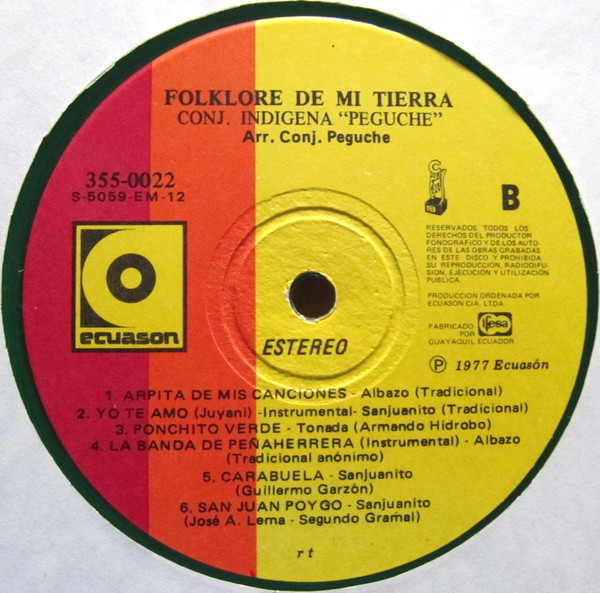 FOLKLORE DE MI TIERRA
CONJ. INDIGENA "PEGUCHE"
Arr. Conj. Peguche
355-0022
S-5059-EM-12
B
RESERVADOS TODOS LOS
DERECHOS DEL PRODUCTOR
FONOGRAFICO Y DE LOS AUTO-
RES DE LAS OBRAS GRABADAS
EN ESTE DISCO Y PROHIBIDA
SU REPRODUCCION, RADIODIFU-
SION, EJECUCION Y UTILIZACION
PUBLICA.
PRODUCCION ORDENADA POR
ECUASON CIA. LTDA.
ecuason
FABRICADO POR
ifesa
GUAYAQUIL ECUADOR
ESTEREO
Ⓟ 1977 Ecuasón
1. ARPITA DE MIS CANCIONES - Albazo (Tradicional)
2. YO TE AMO (Juyani) -Instrumental- Sanjuanito (Tradicional)
3. PONCHITO VERDE - Tonada (Armando Hidrobo)
4. LA BANDA DE PEÑAHERRERA (Instrumental) - Albazo
(Tradicional anónimo)
5. CARABUELA - Sanjuanito
(Guillermo Garzón)
6. SAN JUAN POYGO - Sanjuanito
(José A. Lema - Segundo Gramal)
r t